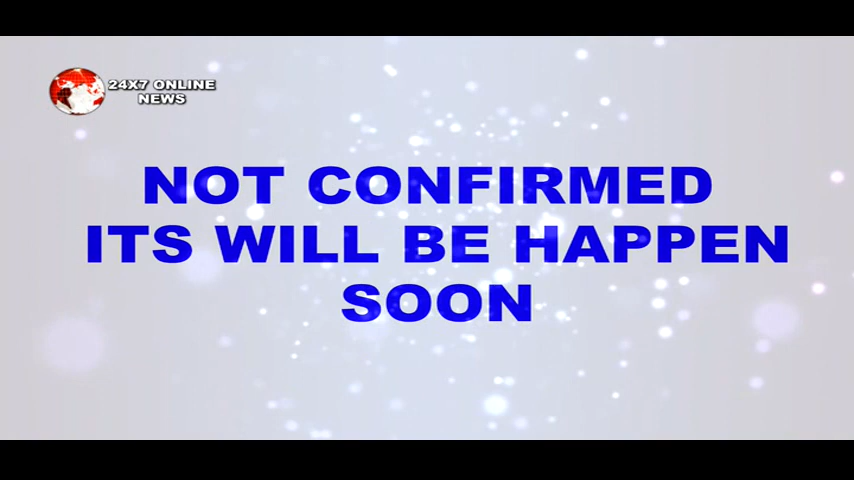 24X7 ONLINE
NEWS
NOT CONFIRMED
ITS WILL BE HAPPEN
SOON